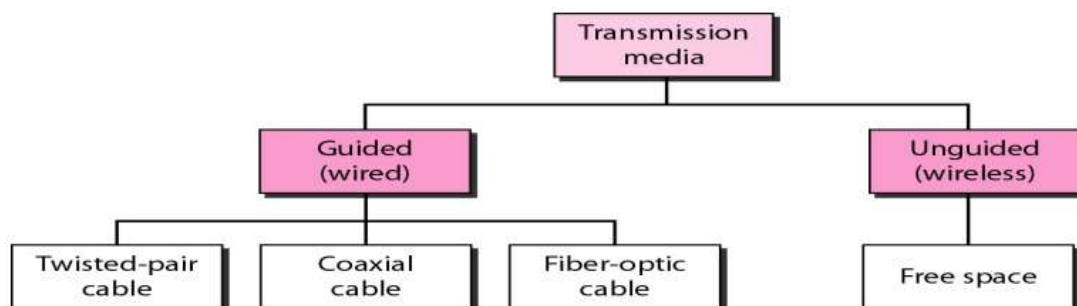 Transmission
media
Guided
(wired)
Unguided
(wireless)
Twisted-pair
cable
Coaxial
cable
Fiber-optic
cable
Free space